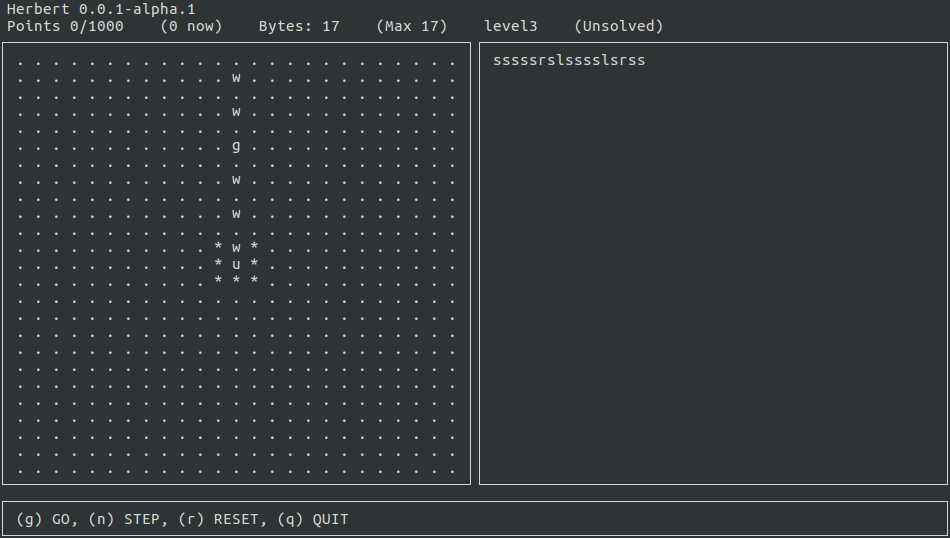 Herbert 0.0.1-alpha.1
Points 0/1000    (0 now)    Bytes: 17    (Max 17)    level3    (Unsolved)
. . . . . . . . . . . . . . . . . . . . . . . . .
. . . . . . . . . . . . w . . . . . . . . . . . .
. . . . . . . . . . . . . . . . . . . . . . . . .
. . . . . . . . . . . . w . . . . . . . . . . . .
. . . . . . . . . . . . . . . . . . . . . . . . .
. . . . . . . . . . . . g . . . . . . . . . . . .
. . . . . . . . . . . . . . . . . . . . . . . . .
. . . . . . . . . . . . w . . . . . . . . . . . .
. . . . . . . . . . . . . . . . . . . . . . . . .
. . . . . . . . . . . . w . . . . . . . . . . . .
. . . . . . . . . . . . . . . . . . . . . . . . .
. . . . . . . . . . . * w * . . . . . . . . . . .
. . . . . . . . . . . * u * . . . . . . . . . . .
. . . . . . . . . . . * * * . . . . . . . . . . .
. . . . . . . . . . . . . . . . . . . . . . . . .
. . . . . . . . . . . . . . . . . . . . . . . . .
. . . . . . . . . . . . . . . . . . . . . . . . .
. . . . . . . . . . . . . . . . . . . . . . . . .
. . . . . . . . . . . . . . . . . . . . . . . . .
. . . . . . . . . . . . . . . . . . . . . . . . .
. . . . . . . . . . . . . . . . . . . . . . . . .
. . . . . . . . . . . . . . . . . . . . . . . . .
. . . . . . . . . . . . . . . . . . . . . . . . .
. . . . . . . . . . . . . . . . . . . . . . . . .
. . . . . . . . . . . . . . . . . . . . . . . . .
sssssrslsssslsrss
(g) GO, (n) STEP, (r) RESET, (q) QUIT